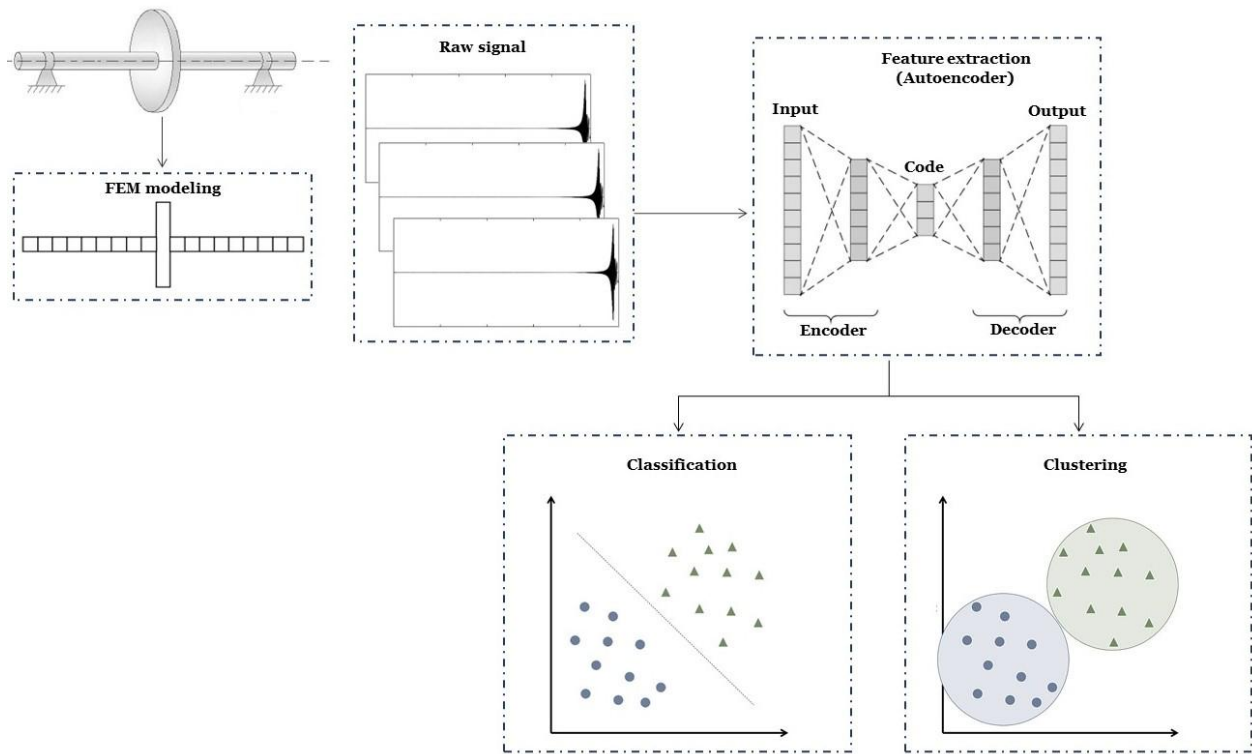 Raw signal
Feature extraction
(Autoencoder)
Input
Output
Code
FEM modeling
Encoder
Decoder
Classification
Clustering